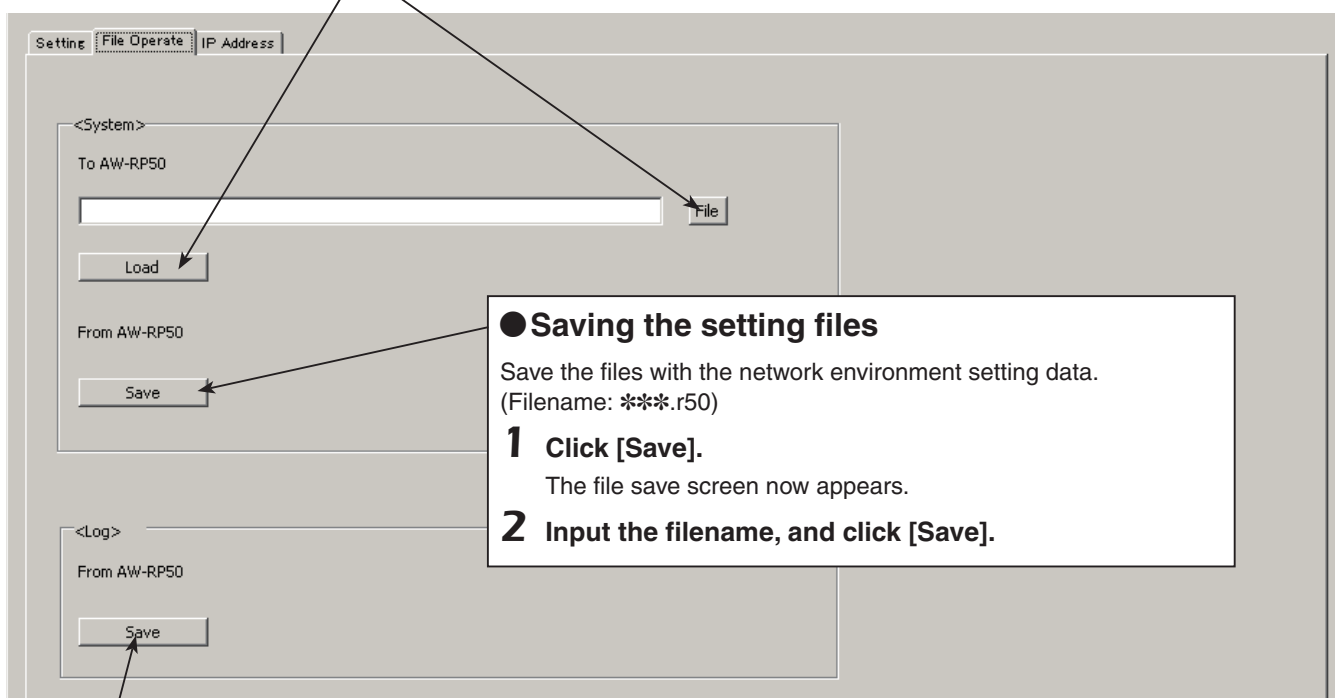 Setting File Operate IP Address
<System>
To AW-RP50
File
Load
From AW-RP50
Save
●Saving the setting files
Save the files with the network environment setting data.
(Filename: ✽✽✽.r50)
1 Click [Save].
The file save screen now appears.
2 Input the filename, and click [Save].
<Log>
From AW-RP50
Save